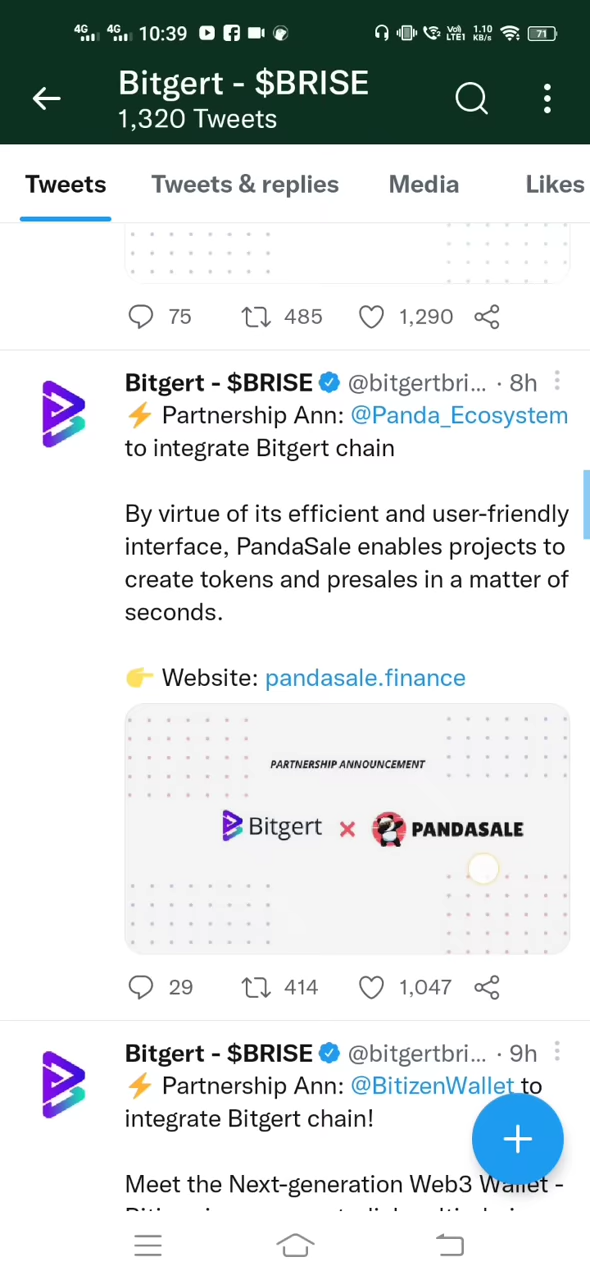 4G 4G 10:39 Vo) LTE1 1.10 KB/s 71
Bitgert - $BRISE
1,320 Tweets
Tweets Tweets & replies Media Likes
75 485 1,290
Bitgert - $BRISE @bitgertbri... · 8h
⚡ Partnership Ann: @Panda_Ecosystem
to integrate Bitgert chain
By virtue of its efficient and user-friendly
interface, PandaSale enables projects to
create tokens and presales in a matter of
seconds.
👉 Website: pandasale.finance
PARTNERSHIP ANNOUNCEMENT
Bitgert × PANDASALE
29 414 1,047
Bitgert - $BRISE @bitgertbri... · 9h
⚡ Partnership Ann: @BitizenWallet to
integrate Bitgert chain!
Meet the Next-generation Web3 Wallet -